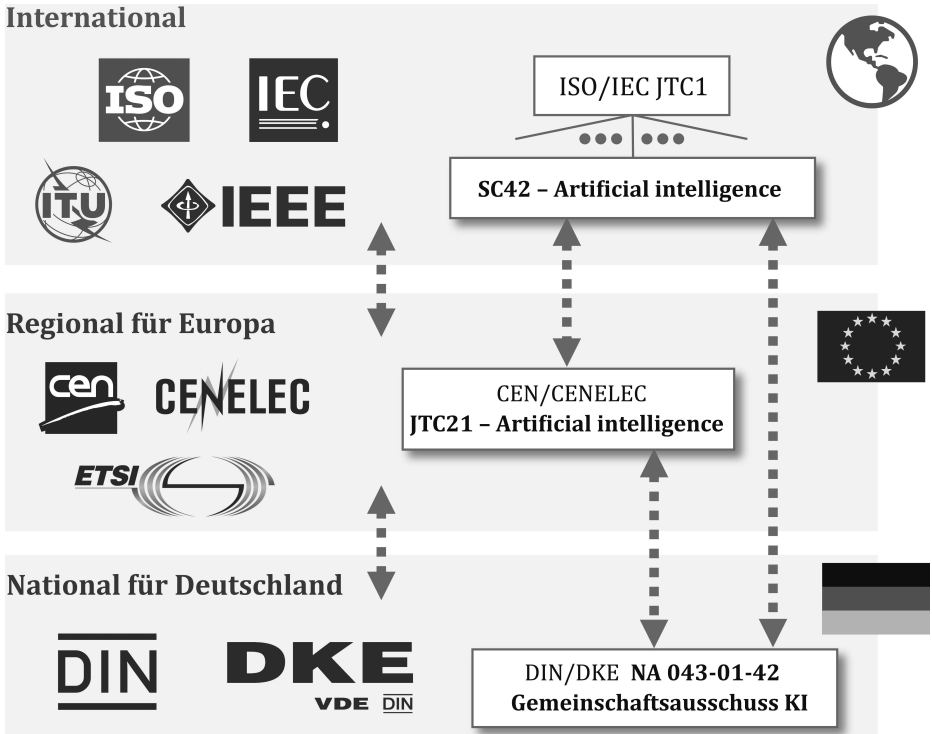 International
ISO
IEC
ISO/IEC JTC1
ITU
IEEE
SC42 – Artificial intelligence
Regional für Europa
cen
CENELEC
CEN/CENELEC
JTC21 – Artificial intelligence
ETSI
National für Deutschland
DIN
DKE
VDE DIN
DIN/DKE NA 043-01-42
Gemeinschaftsausschuss KI